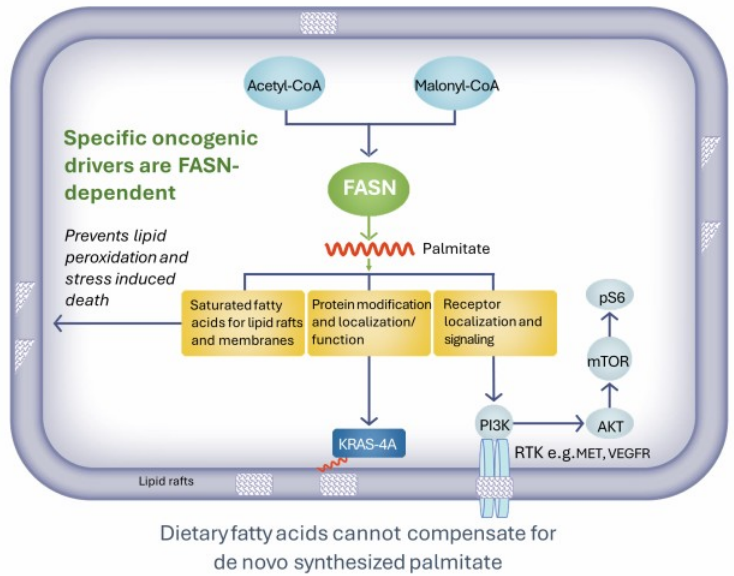 Acetyl-CoA
Malonyl-CoA
Specific oncogenic
drivers are FASN-
dependent
FASN
Prevents lipid
peroxidation and
stress induced
death
Palmitate
Saturated fatty
acids for lipid rafts
and membranes
Protein modification
and localization/
function
Receptor
localization and
signaling
pS6
mTOR
AKT
PI3K
KRAS-4A
RTK e.g.MET, VEGFR
Lipid rafts
Dietary fatty acids cannot compensate for
de novo synthesized palmitate